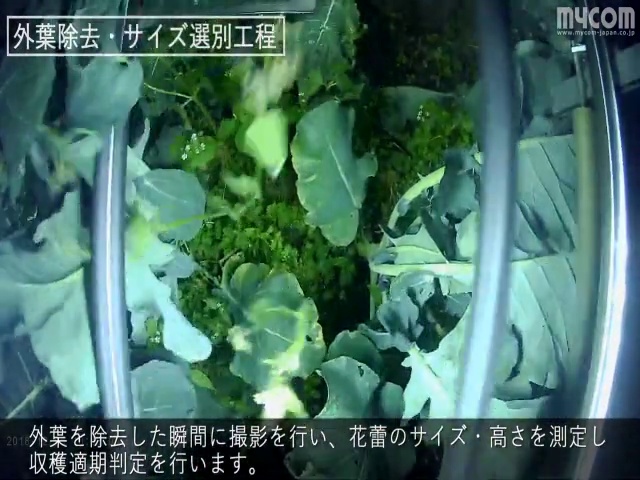 外葉除去・サイズ選別工程
mycom
www.mycom-japan.co.jp
外葉を除去した瞬間に撮影を行い、花蕾のサイズ・高さを測定し
収穫適期判定を行います。